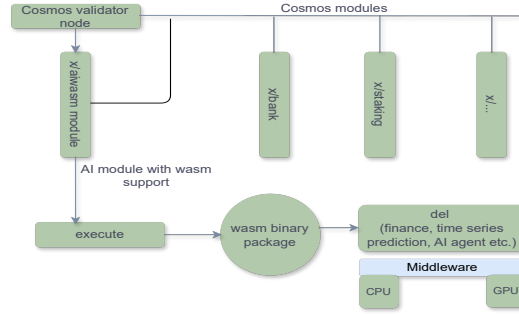 Cosmos validator
node
Cosmos modules
x/aiwasm module
x/bank
x/staking
x/...
AI module with wasm
support
execute
wasm binary
package
del
(finance, time series
prediction, AI agent etc.)
Middleware
CPU
GPU